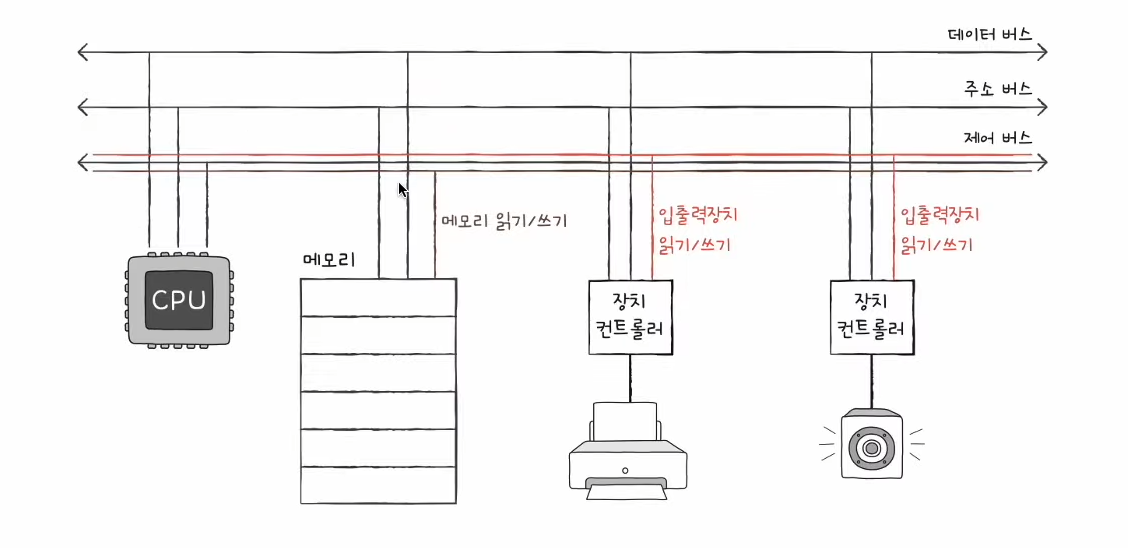 데이터 버스
주소 버스
제어 버스
메모리 읽기/쓰기
입출력장치
읽기/쓰기
입출력장치
읽기/쓰기
메모리
CPU
장치
컨트롤러
장치
컨트롤러